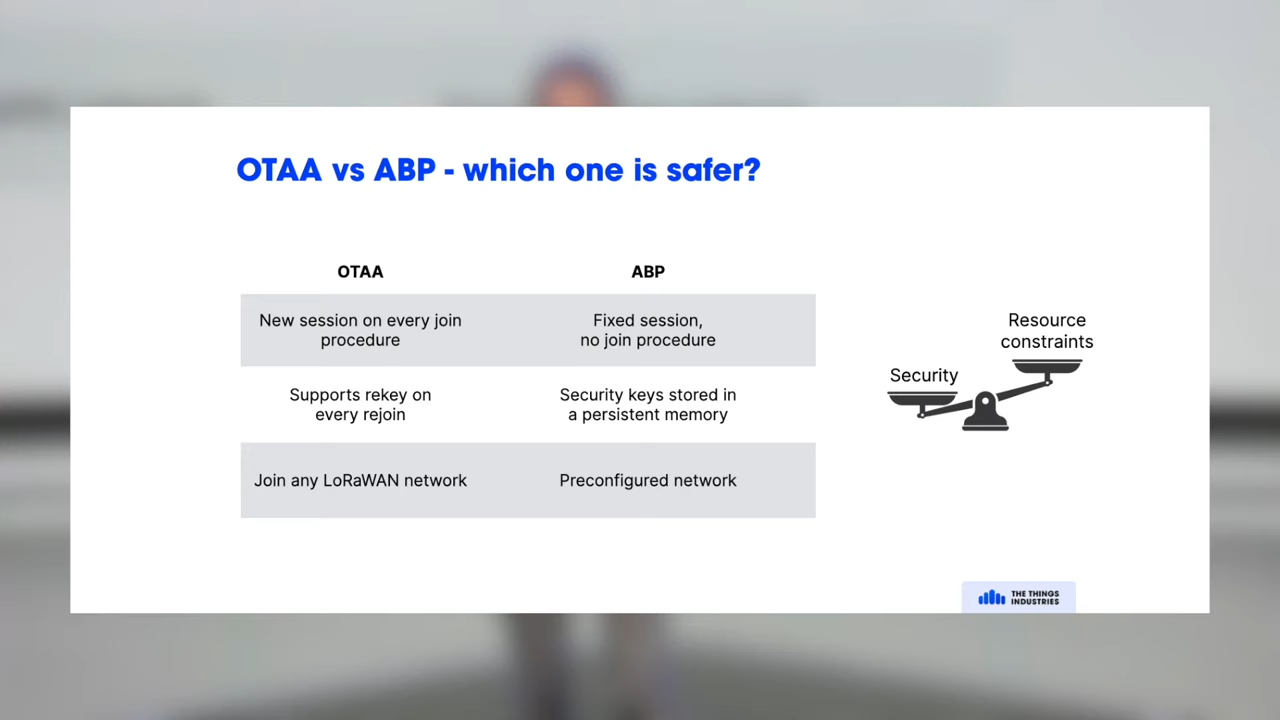 OTAA vs ABP - which one is safer?
OTAA
ABP
New session on every join
procedure
Fixed session,
no join procedure
Supports rekey on
every rejoin
Security keys stored in
a persistent memory
Join any LoRaWAN network
Preconfigured network
Resource
constraints
Security
THE THINGS
INDUSTRIES